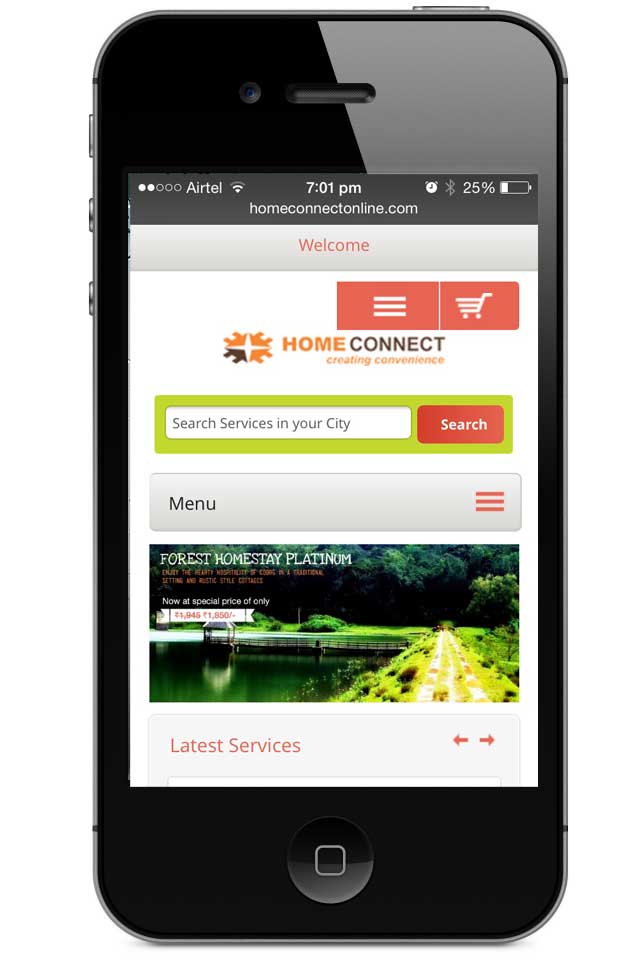 Airtel 7:01 pm 25%
homeconnectonline.com
Welcome
HOME CONNECT
creating convenience
Search Services in your City Search
Menu
FOREST HOMESTAY PLATINUM
ENJOY THE HEARTY HOSPITALITY OF COORG IN A TRADITIONAL
SETTING AND RUSTIC STYLE COTTAGES
Now at special price of only
₹1,945 ₹1,850/-
Latest Services